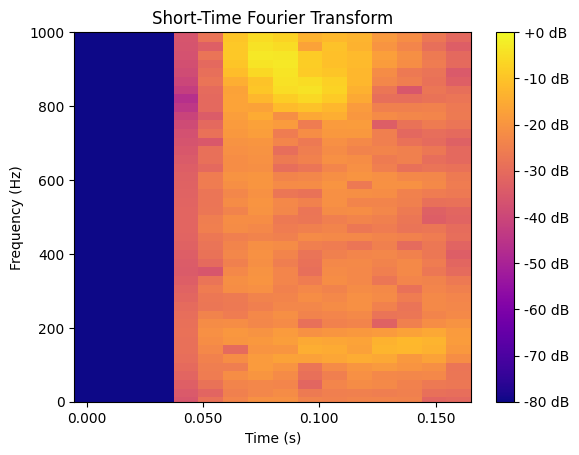 Short-Time Fourier Transform
1000
800
600
400
200
0
Frequency (Hz)
0.000
0.050
0.100
0.150
Time (s)
+0 dB
-10 dB
-20 dB
-30 dB
-40 dB
-50 dB
-60 dB
-70 dB
-80 dB